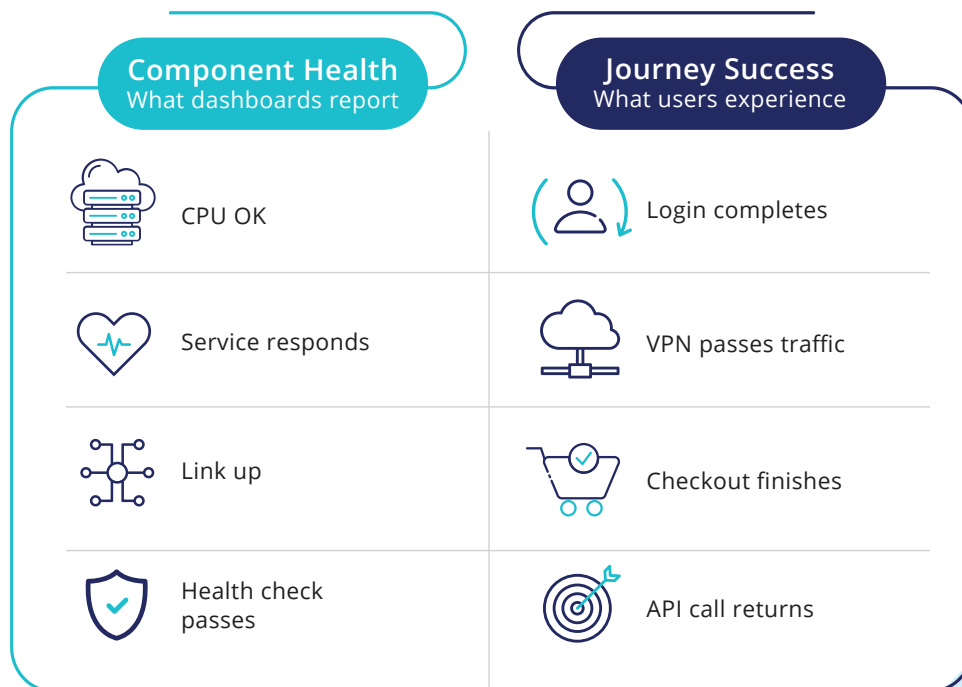 Component Health
What dashboards report
Journey Success
What users experience
CPU OK
Login completes
Service responds
VPN passes traffic
Link up
Checkout finishes
Health check
passes
API call returns